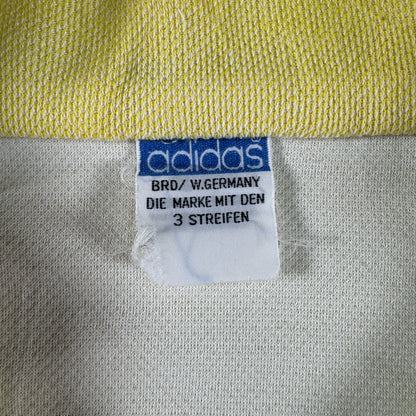 adidas
BRD/ W.GERMANY
DIE MARKE MIT DEN
3 STREIFEN